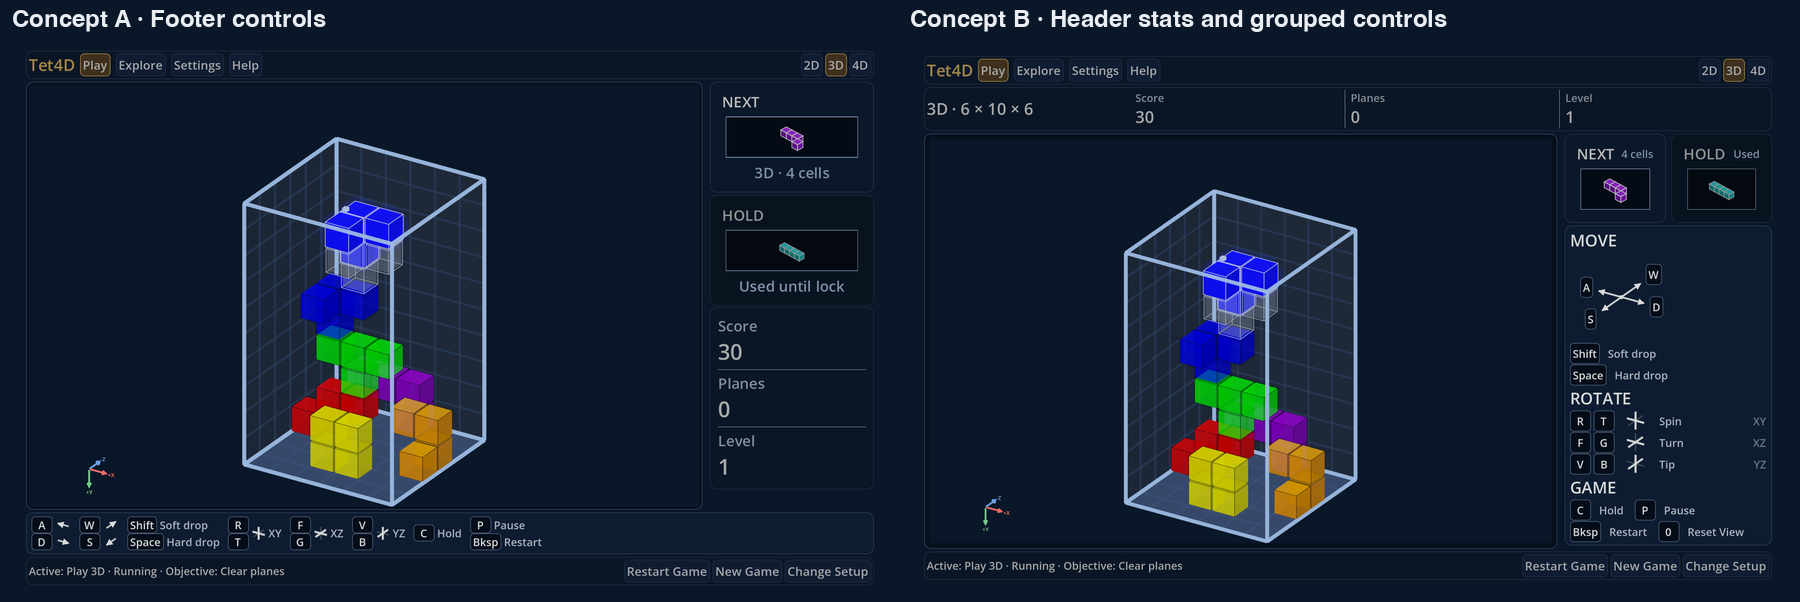 Concept A · Footer controls
Tet4D Play Explore Settings Help 2D 3D 4D
NEXT
3D · 4 cells
HOLD
Used until lock
Score
30
Planes
0
Level
1
+Z
+X
+Y
A W Shift Soft drop R F V P Pause
XY XZ YZ C Hold
D S Space Hard drop T G B Bksp Restart
Active: Play 3D · Running · Objective: Clear planes Restart Game New Game Change Setup
Concept B · Header stats and grouped controls
Tet4D Play Explore Settings Help 2D 3D 4D
3D · 6 × 10 × 6
Score
30
Planes
0
Level
1
NEXT 4 cells
HOLD Used
MOVE
W
A
D
S
Shift Soft drop
Space Hard drop
ROTATE
R T Spin XY
F G Turn XZ
V B Tip YZ
GAME
C Hold P Pause
Bksp Restart 0 Reset View
+X
+Y
Active: Play 3D · Running · Objective: Clear planes Restart Game New Game Change Setup